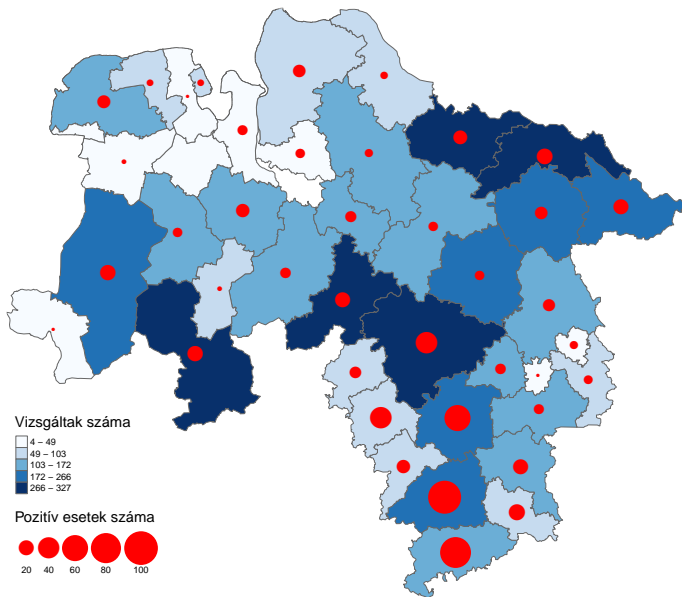 Vizsgáltak száma
4 – 49
49 – 103
103 – 172
172 – 266
266 – 327
Pozitív esetek száma
20 40 60 80 100